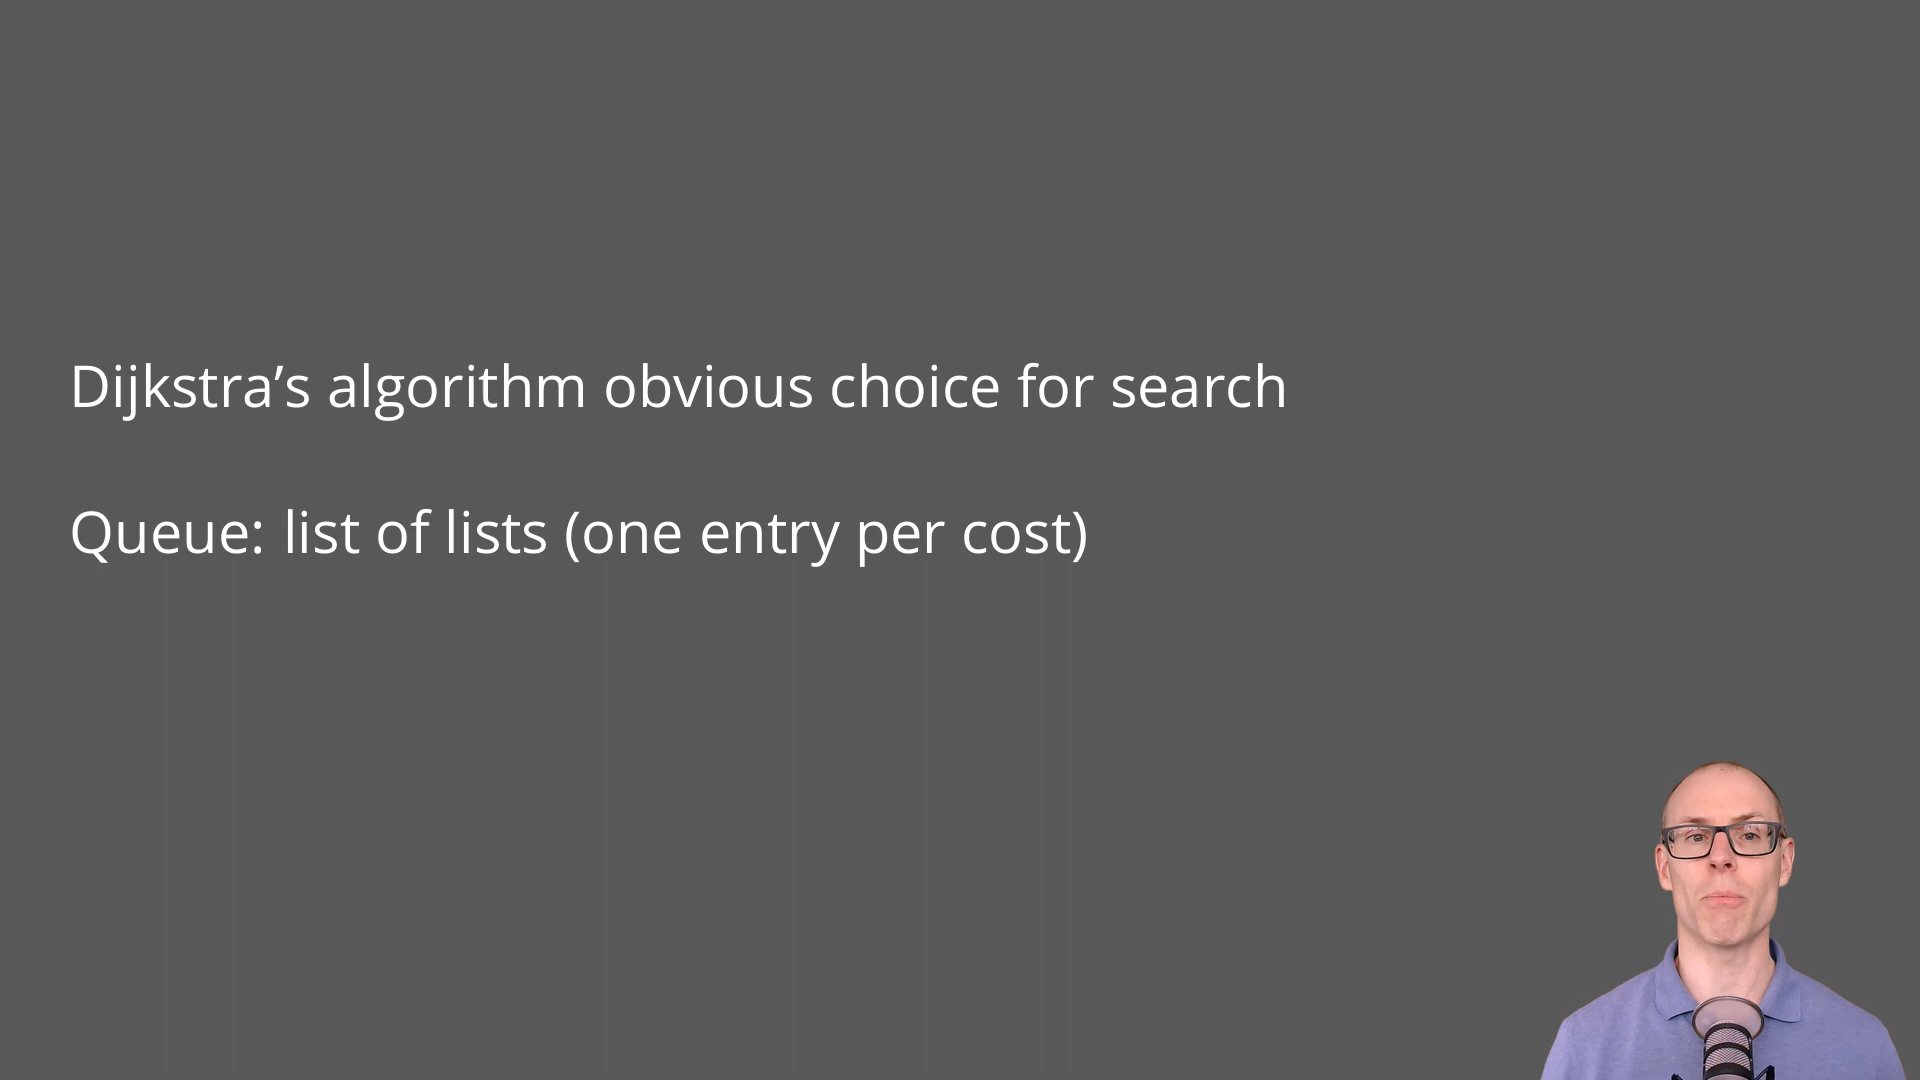 Dijkstra’s algorithm obvious choice for search
Queue: list of lists (one entry per cost)